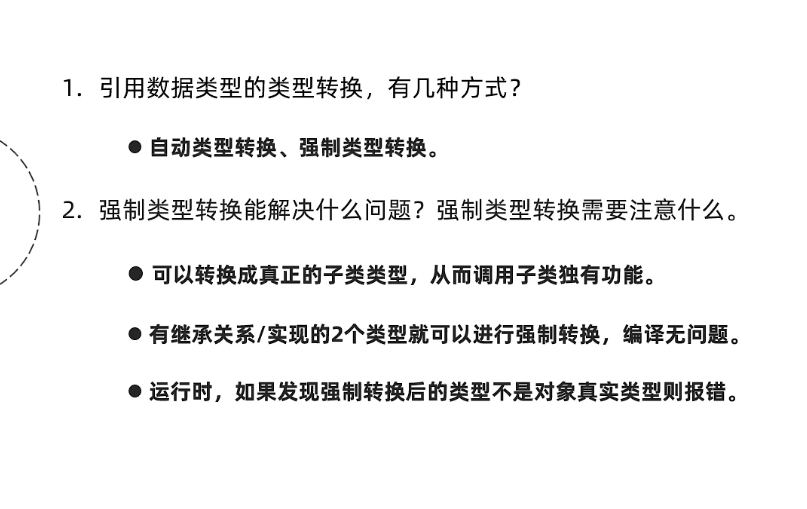 1. 引用数据类型的类型转换，有几种方式？
● 自动类型转换、强制类型转换。
2. 强制类型转换能解决什么问题？强制类型转换需要注意什么。
● 可以转换成真正的子类类型，从而调用子类独有功能。
● 有继承关系/实现的2个类型就可以进行强制转换，编译无问题。
● 运行时，如果发现强制转换后的类型不是对象真实类型则报错。